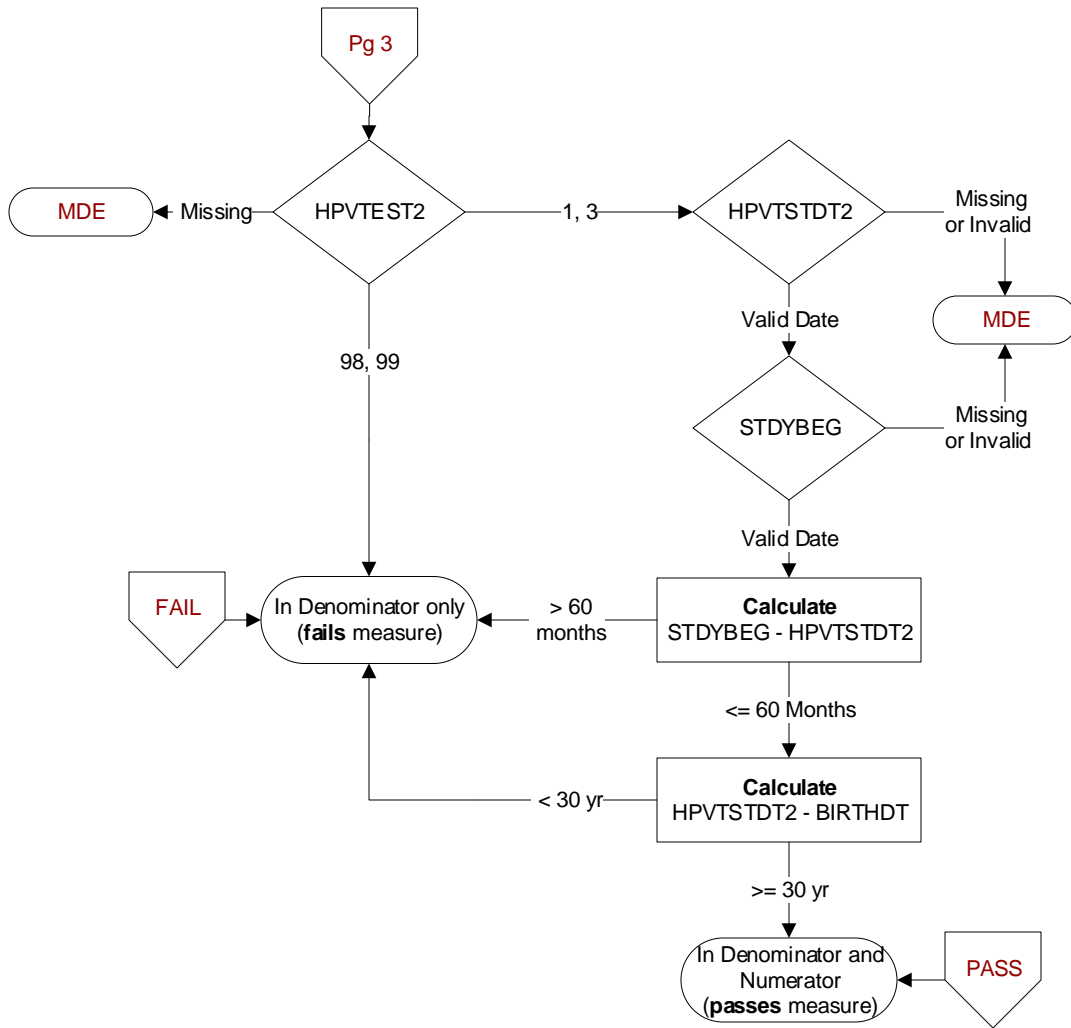 Pg 3
MDE
Missing
HPVTEST2
1, 3
HPVTSTDT2
Missing
or Invalid
Valid Date
MDE
98, 99
STDYBEG
Missing
or Invalid
Valid Date
FAIL
In Denominator only
(fails measure)
> 60
months
Calculate
STDYBEG - HPVTSTDT2
<= 60 Months
< 30 yr
Calculate
HPVTSTDT2 - BIRTHDT
>= 30 yr
In Denominator and
Numerator
(passes measure)
PASS